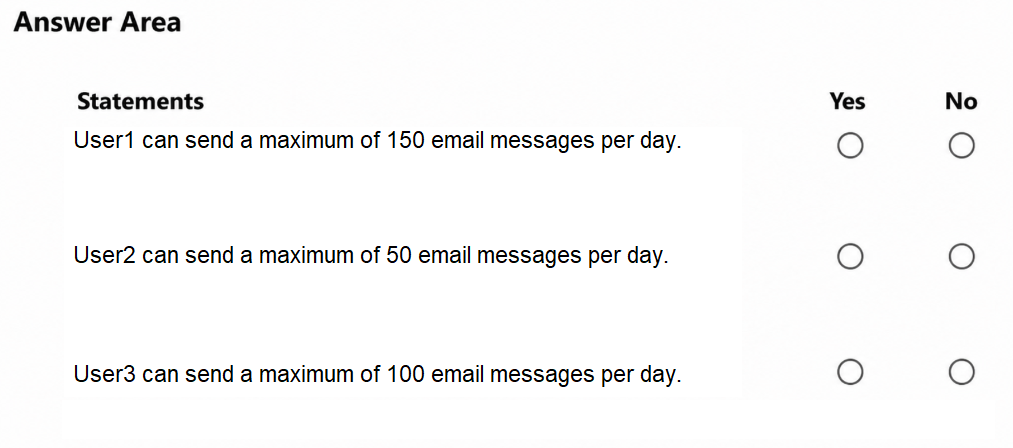 Answer Area
Statements Yes No
User1 can send a maximum of 150 email messages per day.
User2 can send a maximum of 50 email messages per day.
User3 can send a maximum of 100 email messages per day.